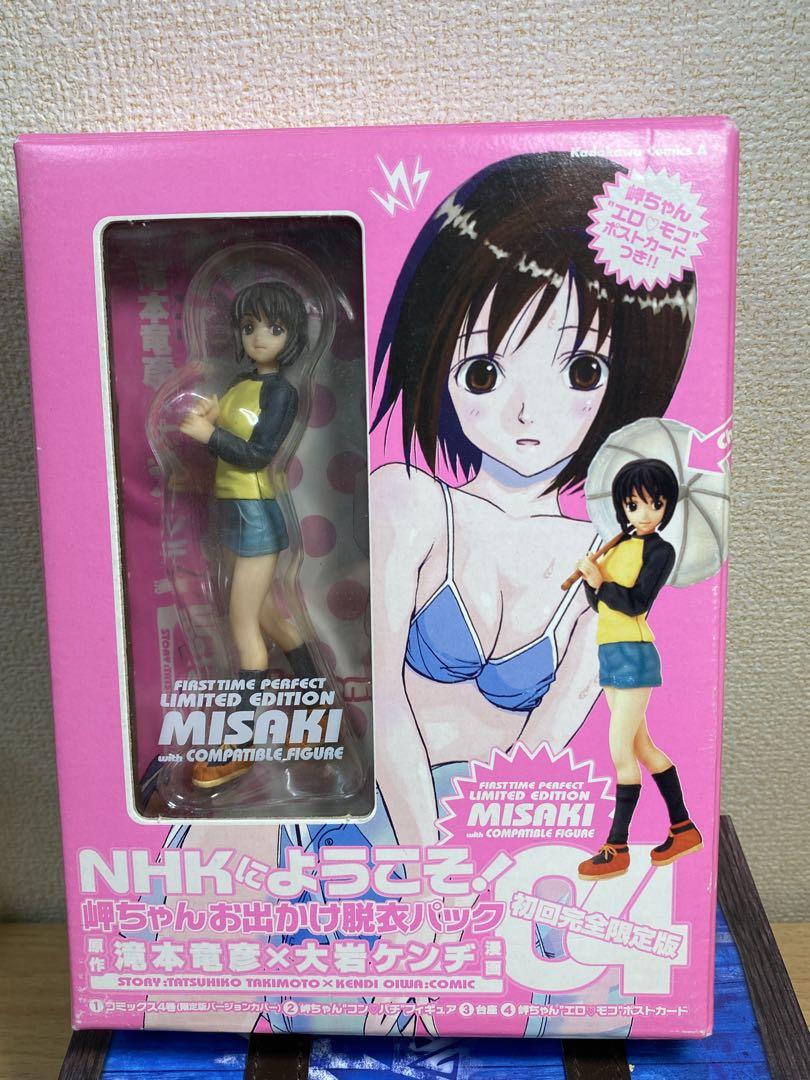 Kadokawa Comics A
岬ちゃん
"エロ♡モコ"
ポストカード
つき!!
FIRST TIME PERFECT
LIMITED EDITION
MISAKI
with COMPATIBLE FIGURE
FIRST TIME PERFECT
LIMITED EDITION
MISAKI
with COMPATIBLE FIGURE
NHKにようこそ!
岬ちゃんお出かけ脱衣パック
04
初回完全限定版
原作 滝本竜彦×大岩ケンヂ 漫画
STORY:TATSUHIKO TAKIMOTO×KENDI OIWA:COMIC
①コミックス4巻(限定版バージョンカバー)②岬ちゃん"コン♡パチ"フィギュア③台座④岬ちゃん"エロ♡モコ"ポストカード